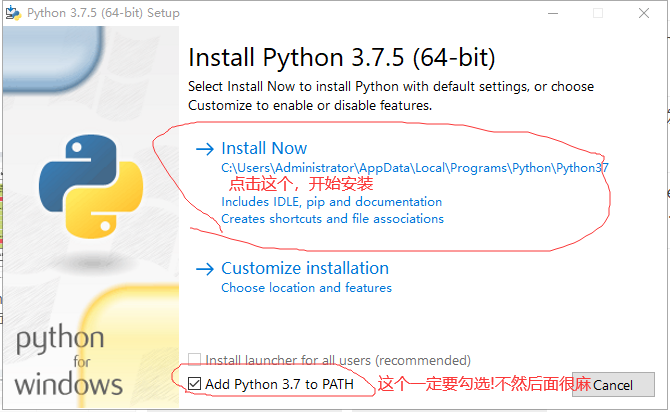 Python 3.7.5 (64-bit) Setup
Install Python 3.7.5 (64-bit)
Select Install Now to install Python with default settings, or choose
Customize to enable or disable features.
Install Now
C:\Users\Administrator\AppData\Local\Programs\Python\Python37
点击这个，开始安装
Includes IDLE, pip and documentation
Creates shortcuts and file associations
Customize installation
Choose location and features
python
for
windows
Install launcher for all users (recommended)
Add Python 3.7 to PATH
这个一定要勾选!不然后面很麻
Cancel